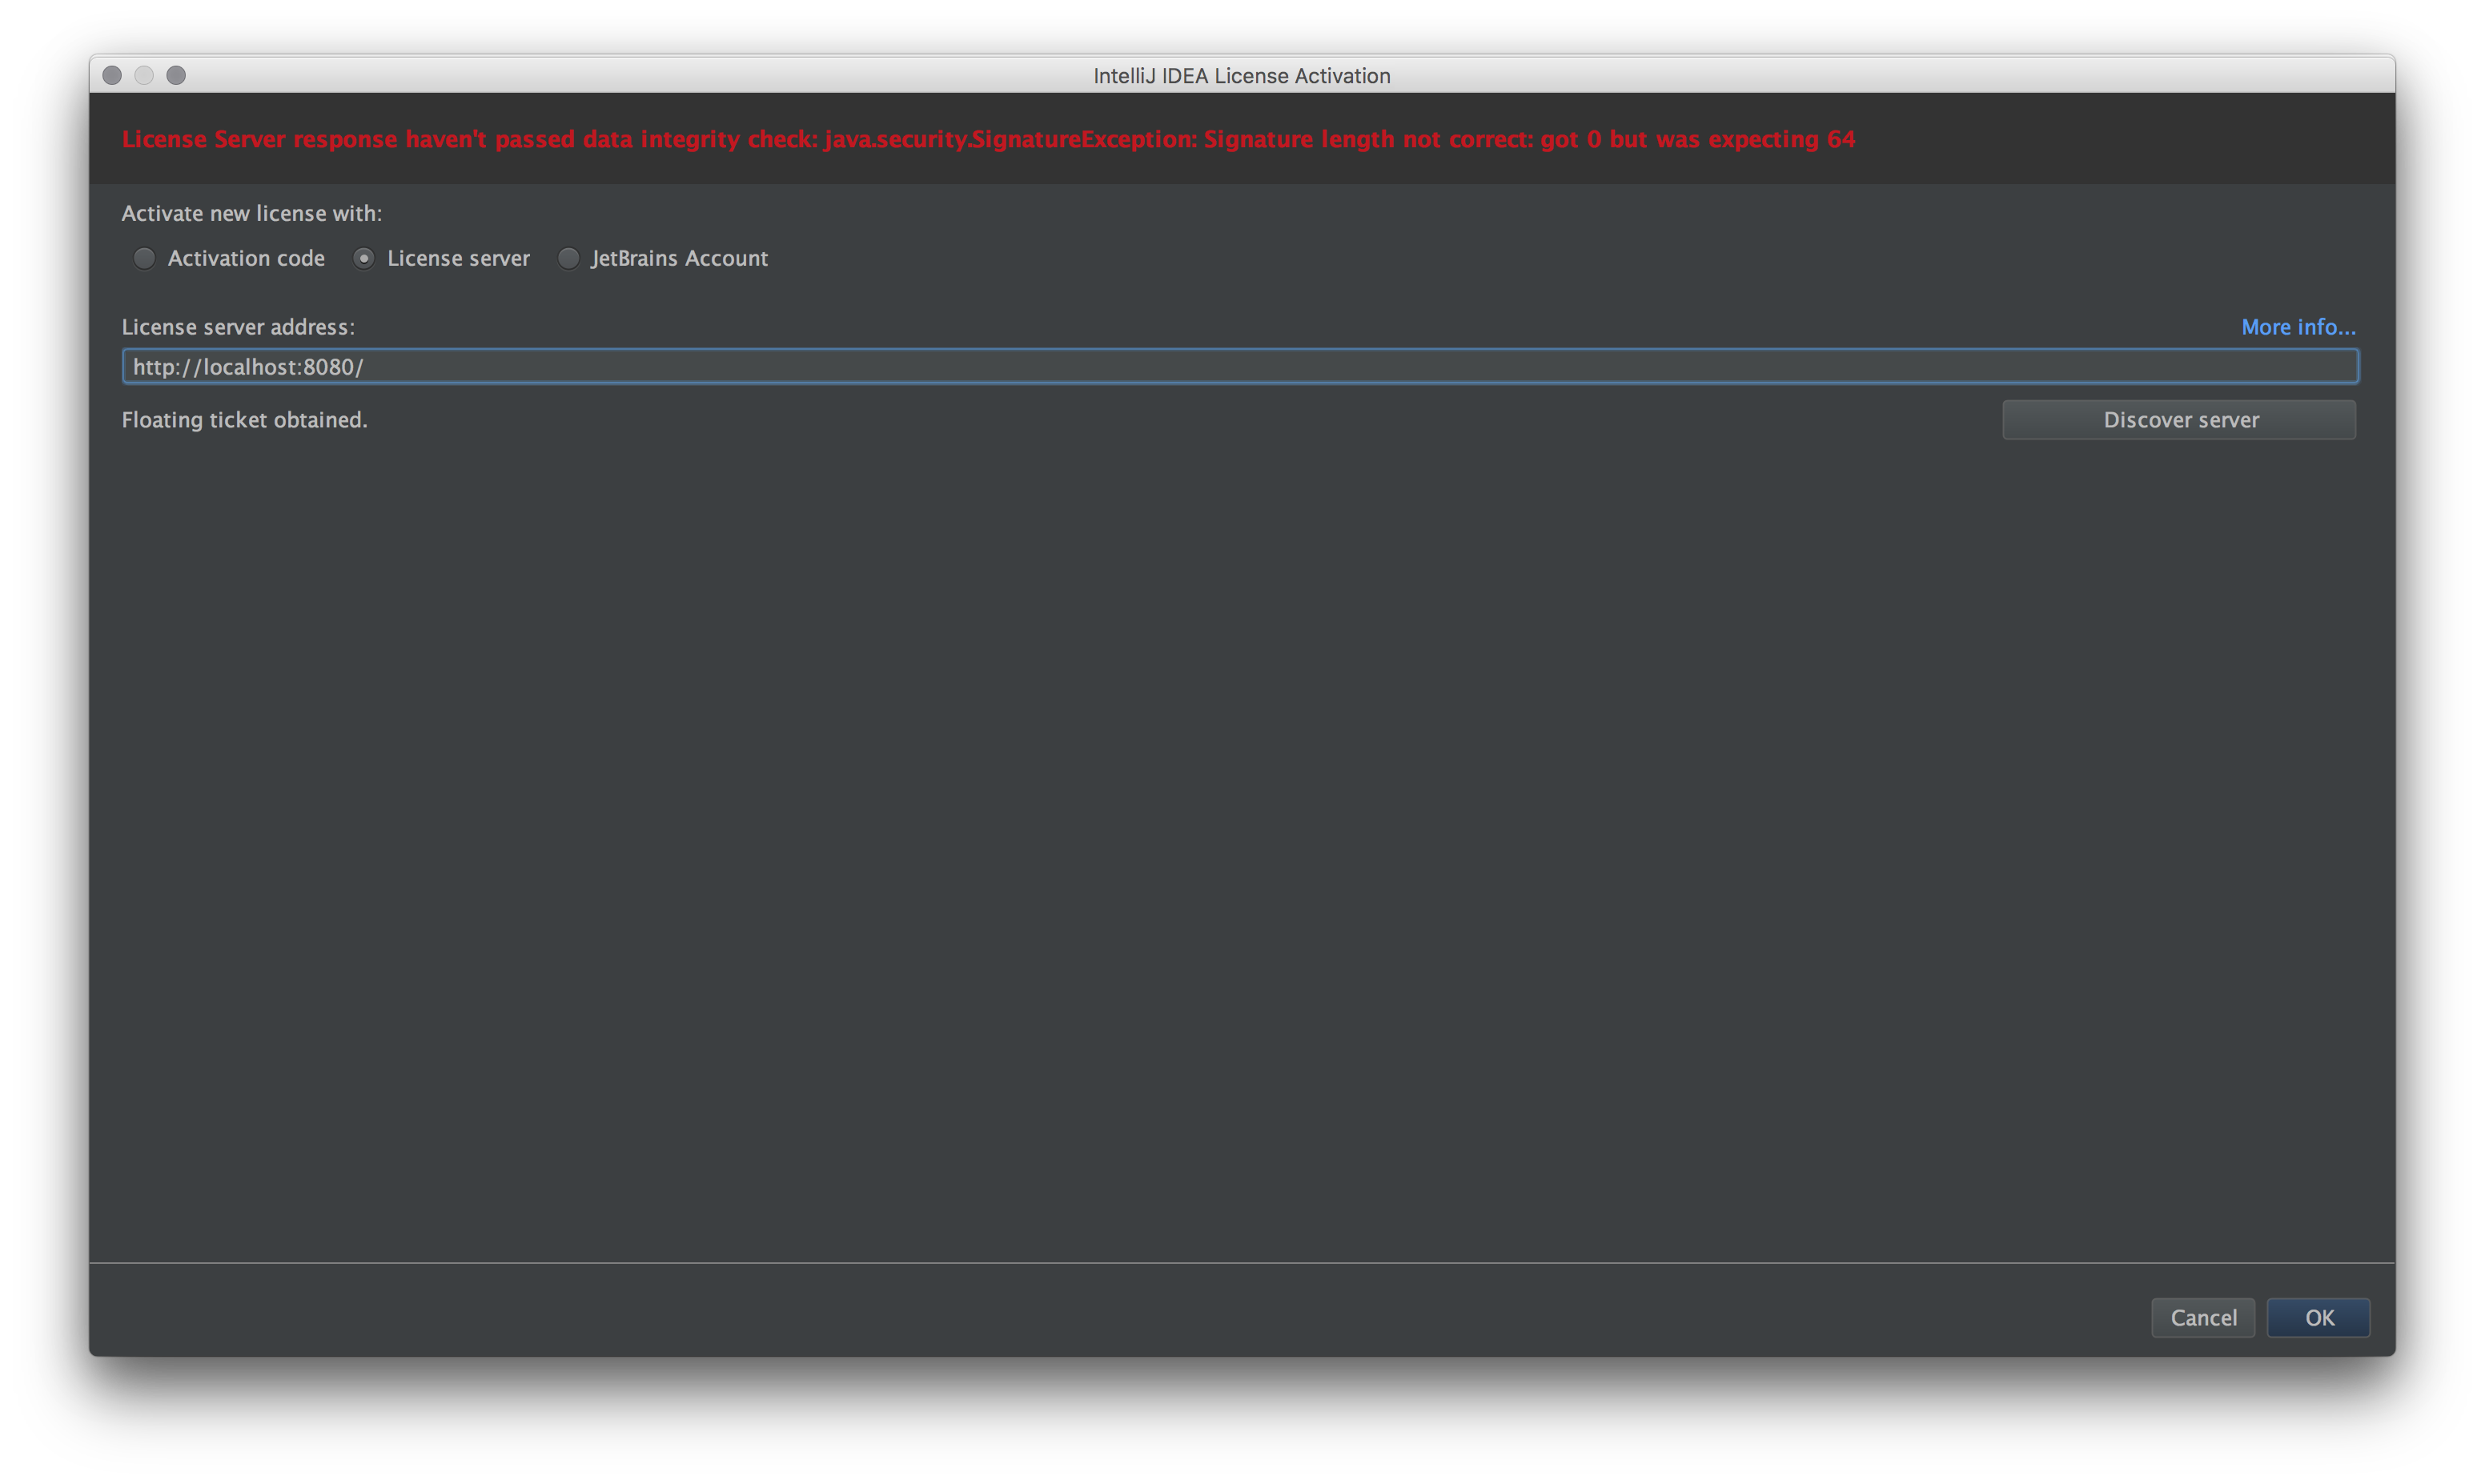 IntelliJ IDEA License Activation
License Server response haven't passed data integrity check: java.security.SignatureException: Signature length not correct: got 0 but was expecting 64
Activate new license with:
Activation code License server JetBrains Account
License server address: More info...
http://localhost:8080/
Floating ticket obtained. Discover server
Cancel OK